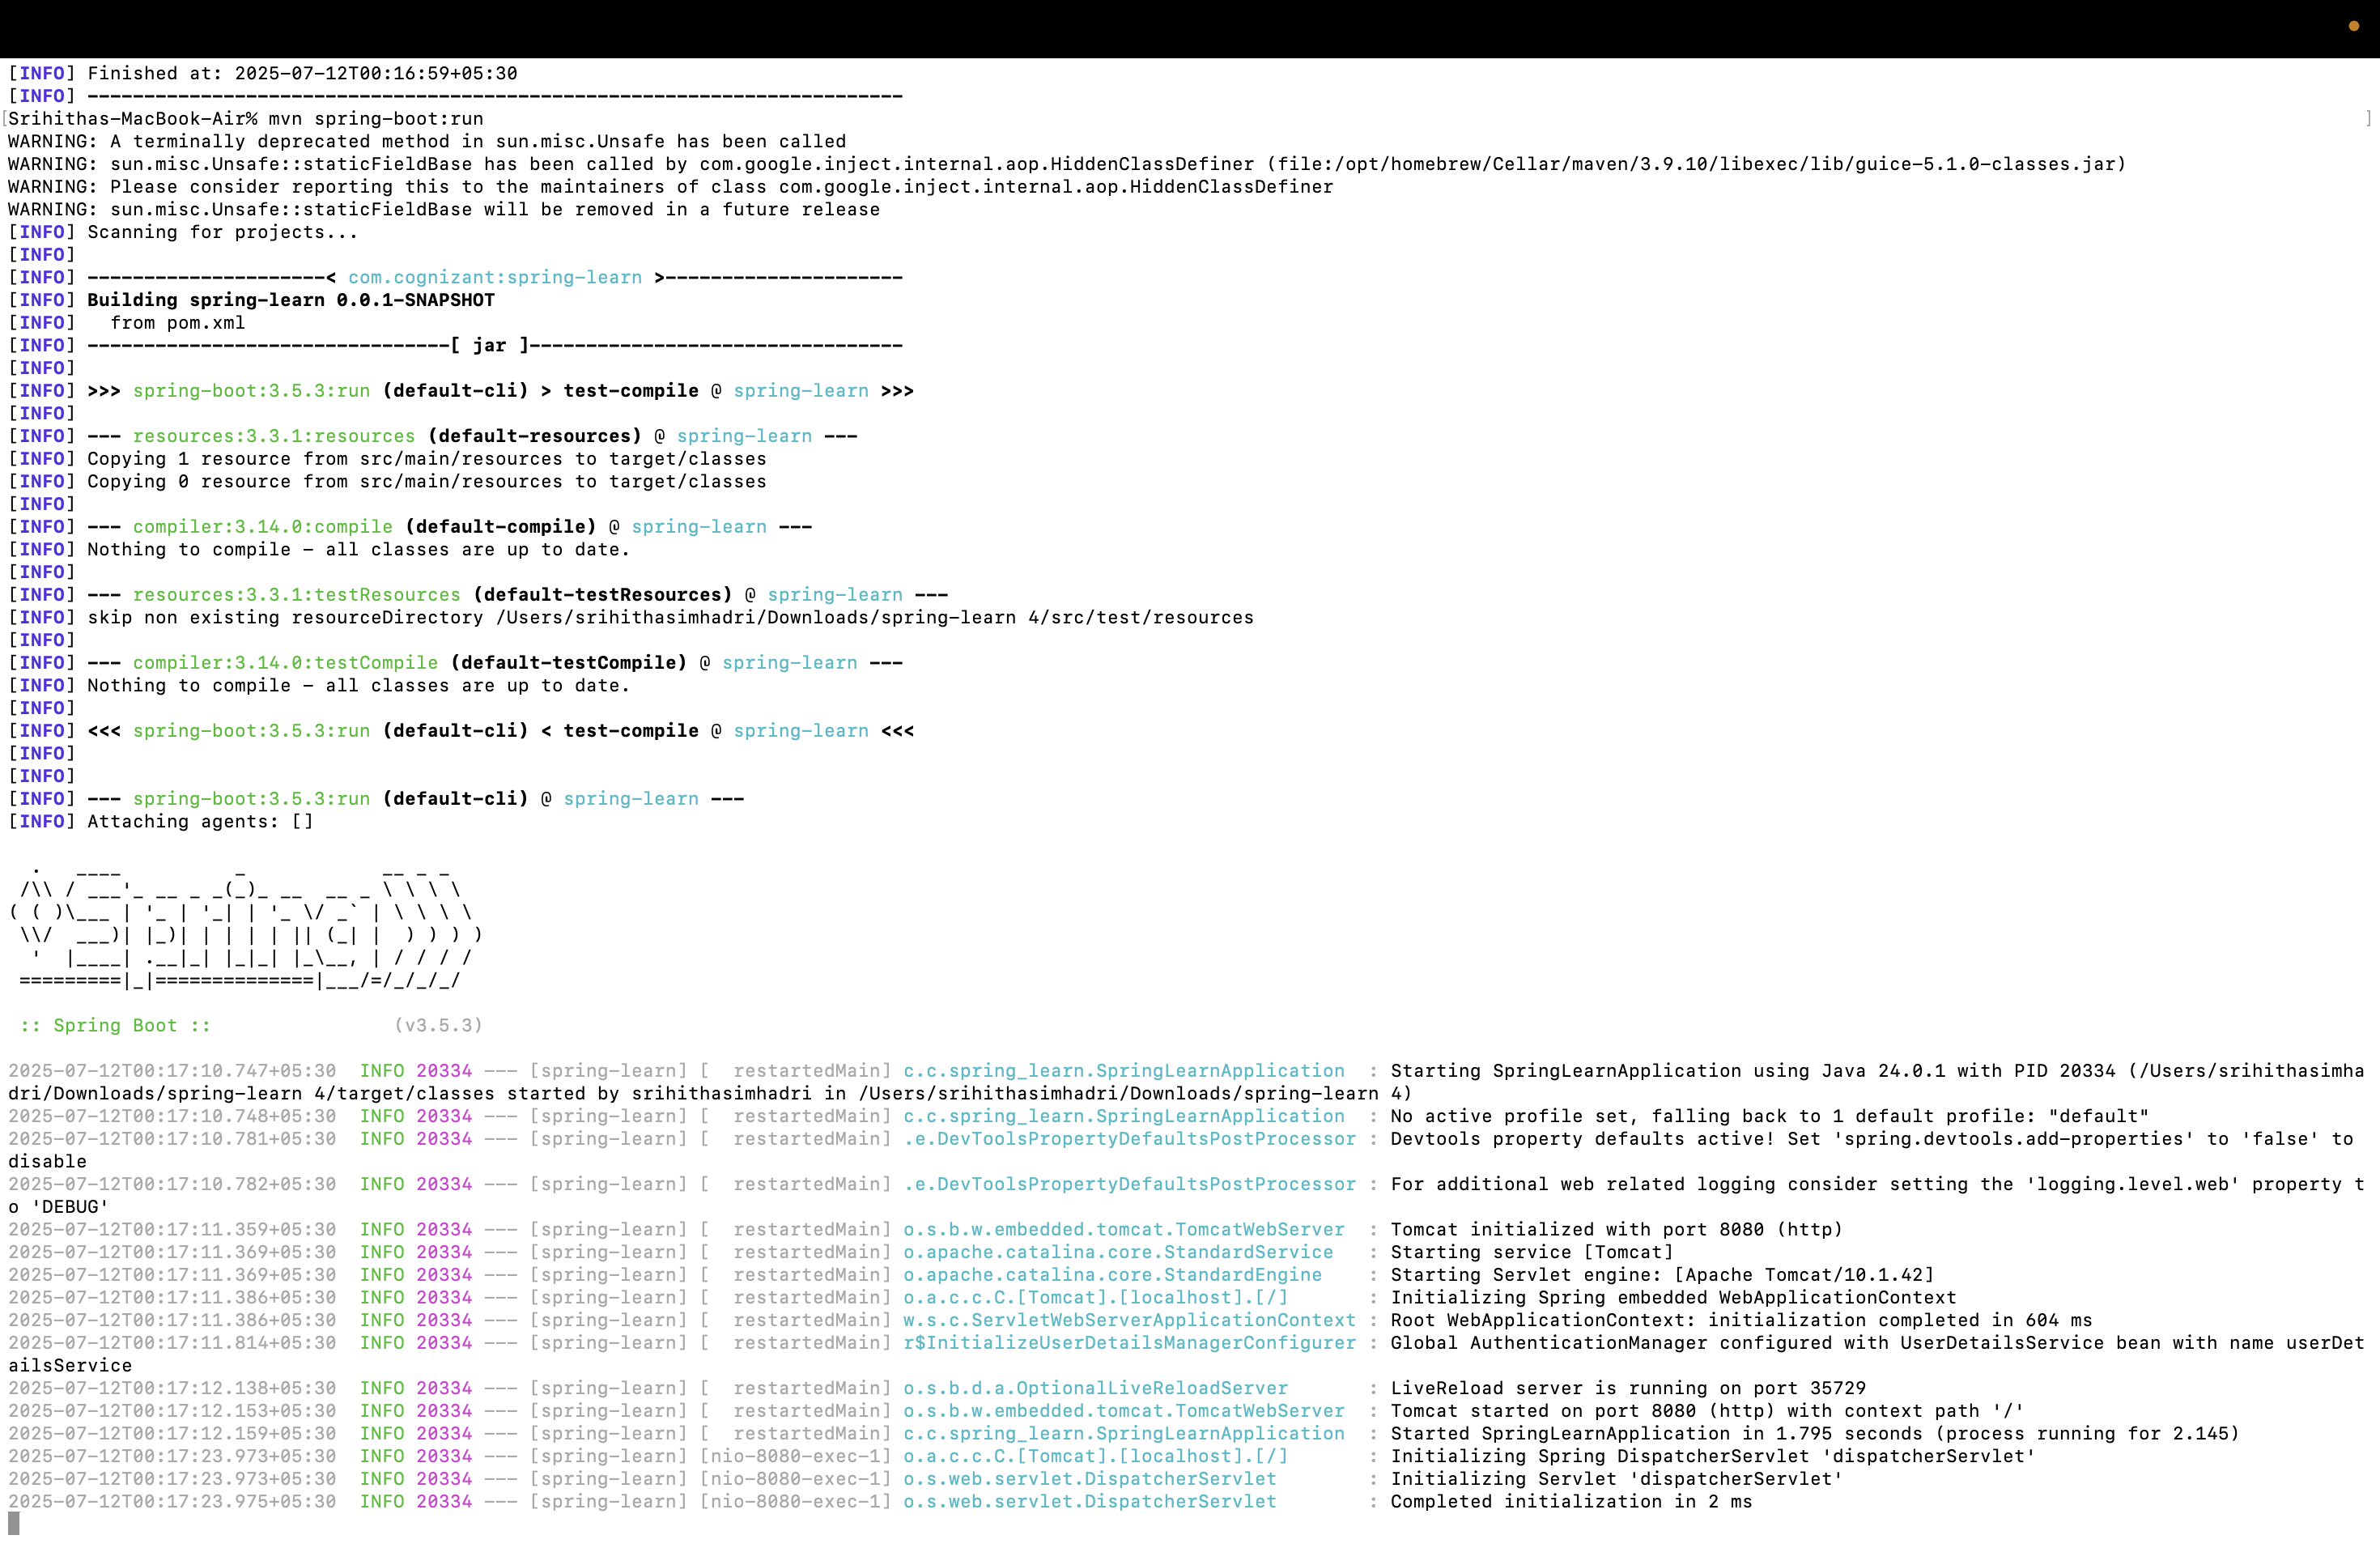 [INFO] Finished at: 2025-07-12T00:16:59+05:30
[INFO] ------------------------------------------------------------------------
[Srihithas-MacBook-Air% mvn spring-boot:run ]
WARNING: A terminally deprecated method in sun.misc.Unsafe has been called
WARNING: sun.misc.Unsafe::staticFieldBase has been called by com.google.inject.internal.aop.HiddenClassDefiner (file:/opt/homebrew/Cellar/maven/3.9.10/libexec/lib/guice-5.1.0-classes.jar)
WARNING: Please consider reporting this to the maintainers of class com.google.inject.internal.aop.HiddenClassDefiner
WARNING: sun.misc.Unsafe::staticFieldBase will be removed in a future release
[INFO] Scanning for projects...
[INFO]
[INFO] ---------------------< com.cognizant:spring-learn >---------------------
[INFO] Building spring-learn 0.0.1-SNAPSHOT
[INFO]   from pom.xml
[INFO] --------------------------------[ jar ]---------------------------------
[INFO]
[INFO] >>> spring-boot:3.5.3:run (default-cli) > test-compile @ spring-learn >>>
[INFO]
[INFO] --- resources:3.3.1:resources (default-resources) @ spring-learn ---
[INFO] Copying 1 resource from src/main/resources to target/classes
[INFO] Copying 0 resource from src/main/resources to target/classes
[INFO]
[INFO] --- compiler:3.14.0:compile (default-compile) @ spring-learn ---
[INFO] Nothing to compile - all classes are up to date.
[INFO]
[INFO] --- resources:3.3.1:testResources (default-testResources) @ spring-learn ---
[INFO] skip non existing resourceDirectory /Users/srihithasimhadri/Downloads/spring-learn 4/src/test/resources
[INFO]
[INFO] --- compiler:3.14.0:testCompile (default-testCompile) @ spring-learn ---
[INFO] Nothing to compile - all classes are up to date.
[INFO]
[INFO] <<< spring-boot:3.5.3:run (default-cli) < test-compile @ spring-learn <<<
[INFO]
[INFO]
[INFO] --- spring-boot:3.5.3:run (default-cli) @ spring-learn ---
[INFO] Attaching agents: []
  .   ____          _            __ _ _
 /\\ / ___'_ __ _ _(_)_ __  __ _ \ \ \ \
( ( )\___ | '_ | '_| | '_ \/ _` | \ \ \ \
 \\/  ___)| |_)| | | | | || (_| |  ) ) ) )
  '  |____| .__|_| |_|_| |_\__, | / / / /
 =========|_|==============|___/=/_/_/_/
 :: Spring Boot ::                (v3.5.3)
2025-07-12T00:17:10.747+05:30  INFO 20334 --- [spring-learn] [  restartedMain] c.c.spring_learn.SpringLearnApplication  : Starting SpringLearnApplication using Java 24.0.1 with PID 20334 (/Users/srihithasimha
dri/Downloads/spring-learn 4/target/classes started by srihithasimhadri in /Users/srihithasimhadri/Downloads/spring-learn 4)
2025-07-12T00:17:10.748+05:30  INFO 20334 --- [spring-learn] [  restartedMain] c.c.spring_learn.SpringLearnApplication  : No active profile set, falling back to 1 default profile: "default"
2025-07-12T00:17:10.781+05:30  INFO 20334 --- [spring-learn] [  restartedMain] .e.DevToolsPropertyDefaultsPostProcessor : Devtools property defaults active! Set 'spring.devtools.add-properties' to 'false' to
disable
2025-07-12T00:17:10.782+05:30  INFO 20334 --- [spring-learn] [  restartedMain] .e.DevToolsPropertyDefaultsPostProcessor : For additional web related logging consider setting the 'logging.level.web' property t
o 'DEBUG'
2025-07-12T00:17:11.359+05:30  INFO 20334 --- [spring-learn] [  restartedMain] o.s.b.w.embedded.tomcat.TomcatWebServer  : Tomcat initialized with port 8080 (http)
2025-07-12T00:17:11.369+05:30  INFO 20334 --- [spring-learn] [  restartedMain] o.apache.catalina.core.StandardService   : Starting service [Tomcat]
2025-07-12T00:17:11.369+05:30  INFO 20334 --- [spring-learn] [  restartedMain] o.apache.catalina.core.StandardEngine    : Starting Servlet engine: [Apache Tomcat/10.1.42]
2025-07-12T00:17:11.386+05:30  INFO 20334 --- [spring-learn] [  restartedMain] o.a.c.c.C.[Tomcat].[localhost].[/]       : Initializing Spring embedded WebApplicationContext
2025-07-12T00:17:11.386+05:30  INFO 20334 --- [spring-learn] [  restartedMain] w.s.c.ServletWebServerApplicationContext : Root WebApplicationContext: initialization completed in 604 ms
2025-07-12T00:17:11.814+05:30  INFO 20334 --- [spring-learn] [  restartedMain] r$InitializeUserDetailsManagerConfigurer : Global AuthenticationManager configured with UserDetailsService bean with name userDet
ailsService
2025-07-12T00:17:12.138+05:30  INFO 20334 --- [spring-learn] [  restartedMain] o.s.b.d.a.OptionalLiveReloadServer       : LiveReload server is running on port 35729
2025-07-12T00:17:12.153+05:30  INFO 20334 --- [spring-learn] [  restartedMain] o.s.b.w.embedded.tomcat.TomcatWebServer  : Tomcat started on port 8080 (http) with context path '/'
2025-07-12T00:17:12.159+05:30  INFO 20334 --- [spring-learn] [  restartedMain] c.c.spring_learn.SpringLearnApplication  : Started SpringLearnApplication in 1.795 seconds (process running for 2.145)
2025-07-12T00:17:23.973+05:30  INFO 20334 --- [spring-learn] [nio-8080-exec-1] o.a.c.c.C.[Tomcat].[localhost].[/]       : Initializing Spring DispatcherServlet 'dispatcherServlet'
2025-07-12T00:17:23.973+05:30  INFO 20334 --- [spring-learn] [nio-8080-exec-1] o.s.web.servlet.DispatcherServlet        : Initializing Servlet 'dispatcherServlet'
2025-07-12T00:17:23.975+05:30  INFO 20334 --- [spring-learn] [nio-8080-exec-1] o.s.web.servlet.DispatcherServlet        : Completed initialization in 2 ms